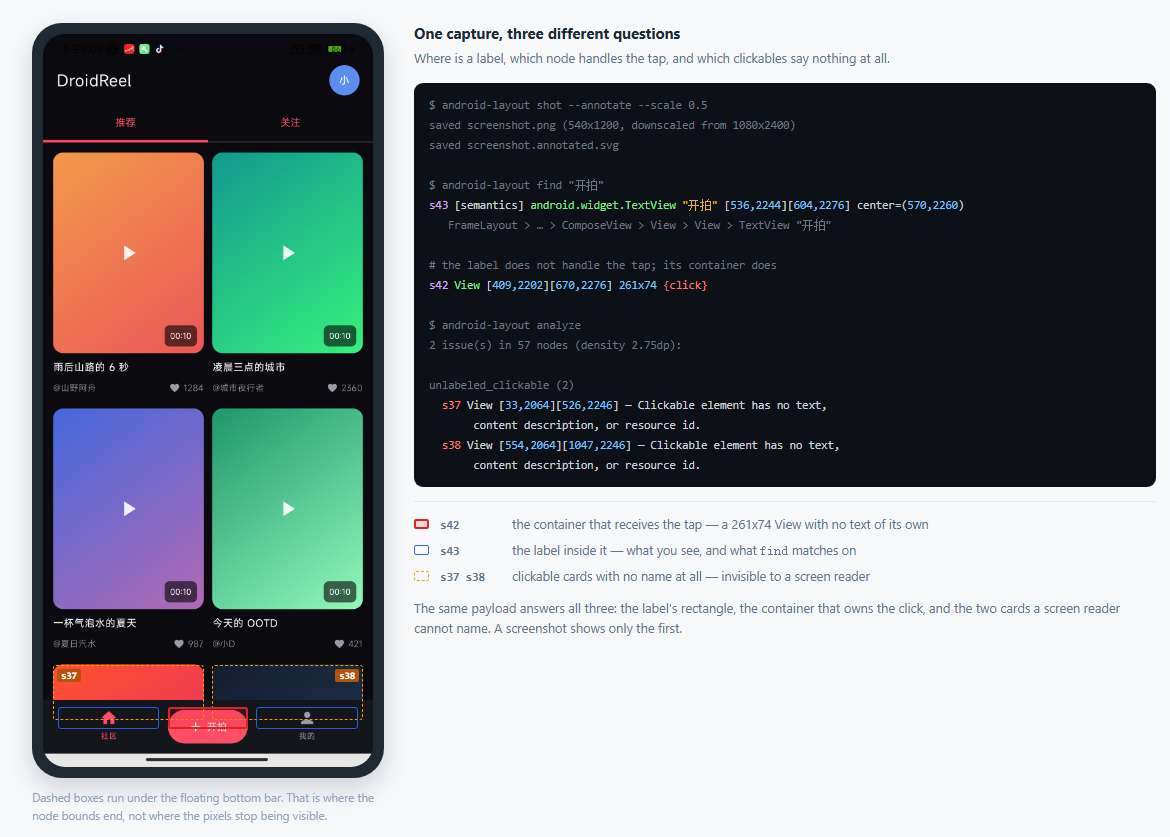 DroidReel
小
推荐
关注
00:10
00:10
雨后山路的 6 秒
凌晨三点的城市
@山野阿舟
1284
@城市夜行者
2360
00:10
00:10
一杯气泡水的夏天
今天的 OOTD
@夏日汽水
987
@小D
421
s37
s38
+ 开拍
社区
我的
Dashed boxes run under the floating bottom bar. That is where the
node bounds end, not where the pixels stop being visible.
One capture, three different questions
Where is a label, which node handles the tap, and which clickables say nothing at all.
$ android-layout shot --annotate --scale 0.5
saved screenshot.png (540x1200, downscaled from 1080x2400)
saved screenshot.annotated.svg
$ android-layout find "开拍"
s43 [semantics] android.widget.TextView "开拍" [536,2244][604,2276] center=(570,2260)
FrameLayout > … > ComposeView > View > View > TextView "开拍"
# the label does not handle the tap; its container does
s42 View [409,2202][670,2276] 261x74 {click}
$ android-layout analyze
2 issue(s) in 57 nodes (density 2.75dp):
unlabeled_clickable (2)
s37 View [33,2064][526,2246] — Clickable element has no text,
content description, or resource id.
s38 View [554,2064][1047,2246] — Clickable element has no text,
content description, or resource id.
s42 the container that receives the tap — a 261x74 View with no text of its own
s43 the label inside it — what you see, and what find matches on
s37 s38 clickable cards with no name at all — invisible to a screen reader
The same payload answers all three: the label's rectangle, the container that owns the click, and the two cards a screen reader
cannot name. A screenshot shows only the first.